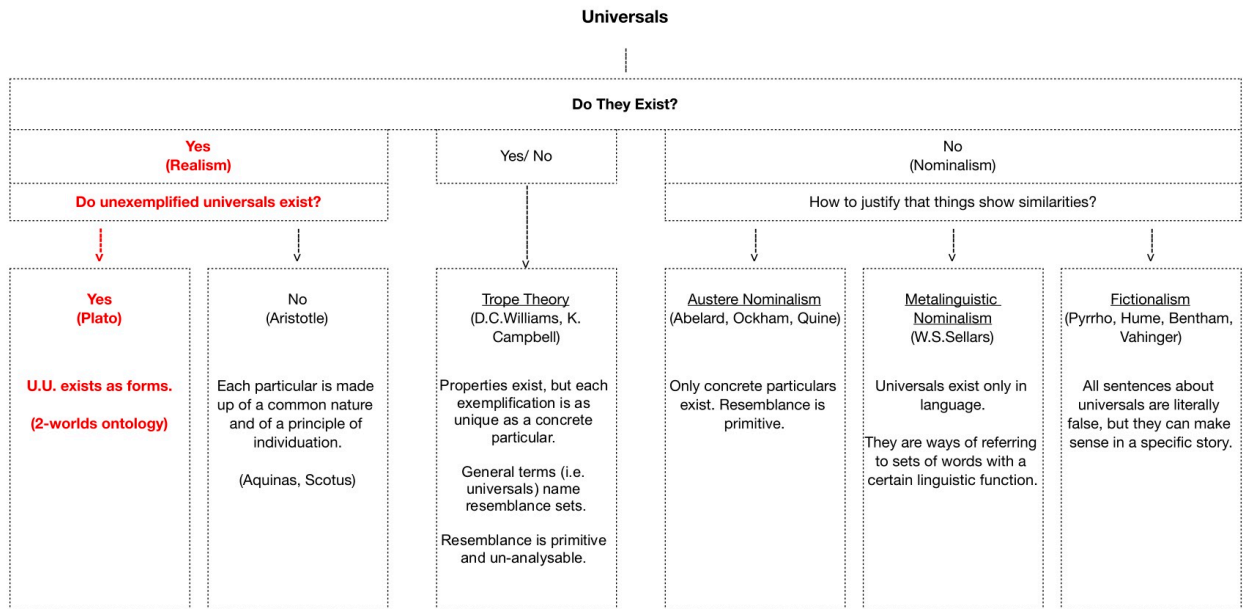 Universals
Do They Exist?
Yes
(Realism)
Do unexemplified universals exist?
Yes/ No
No
(Nominalism)
How to justify that things show similarities?
Yes
(Plato)
U.U. exists as forms.
(2-worlds ontology)
No
(Aristotle)
Each particular is made
up of a common nature
and of a principle of
individuation.
(Aquinas, Scotus)
Trope Theory
(D.C.Williams, K.
Campbell)
Properties exist, but each
exemplification is as
unique as a concrete
particular.
General terms (i.e.
universals) name
resemblance sets.
Resemblance is primitive
and un-analysable.
Austere Nominalism
(Abelard, Ockham, Quine)
Only concrete particulars
exist. Resemblance is
primitive.
Metalinguistic
Nominalism
(W.S.Sellars)
Universals exist only in
language.
They are ways of referring
to sets of words with a
certain linguistic function.
Fictionalism
(Pyrrho, Hume, Bentham,
Vahinger)
All sentences about
universals are literally
false, but they can make
sense in a specific story.